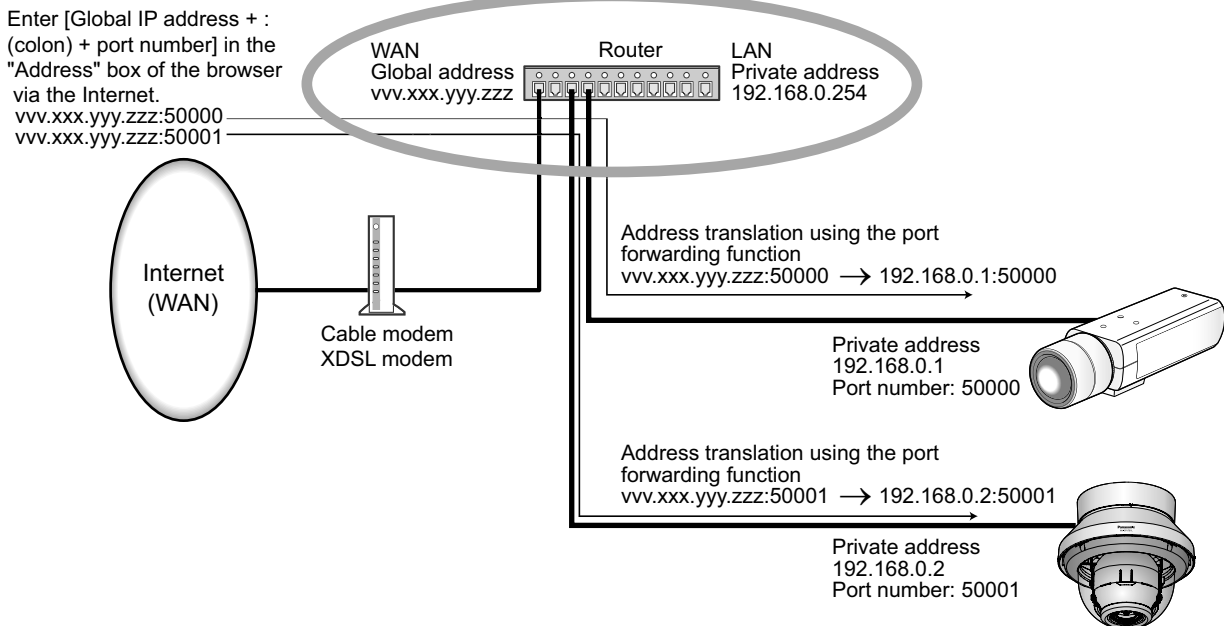 Enter [Global IP address + :
(colon) + port number] in the
"Address" box of the browser
via the Internet.
vvv.xxx.yyy.zzz:50000
vvv.xxx.yyy.zzz:50001
WAN
Global address
vvv.xxx.yyy.zzz
Router
LAN
Private address
192.168.0.254
Internet
(WAN)
Cable modem
XDSL modem
Address translation using the port
forwarding function
vvv.xxx.yyy.zzz:50000 → 192.168.0.1:50000
Private address
192.168.0.1
Port number: 50000
Address translation using the port
forwarding function
vvv.xxx.yyy.zzz:50001 → 192.168.0.2:50001
Panasonic
Private address
192.168.0.2
Port number: 50001